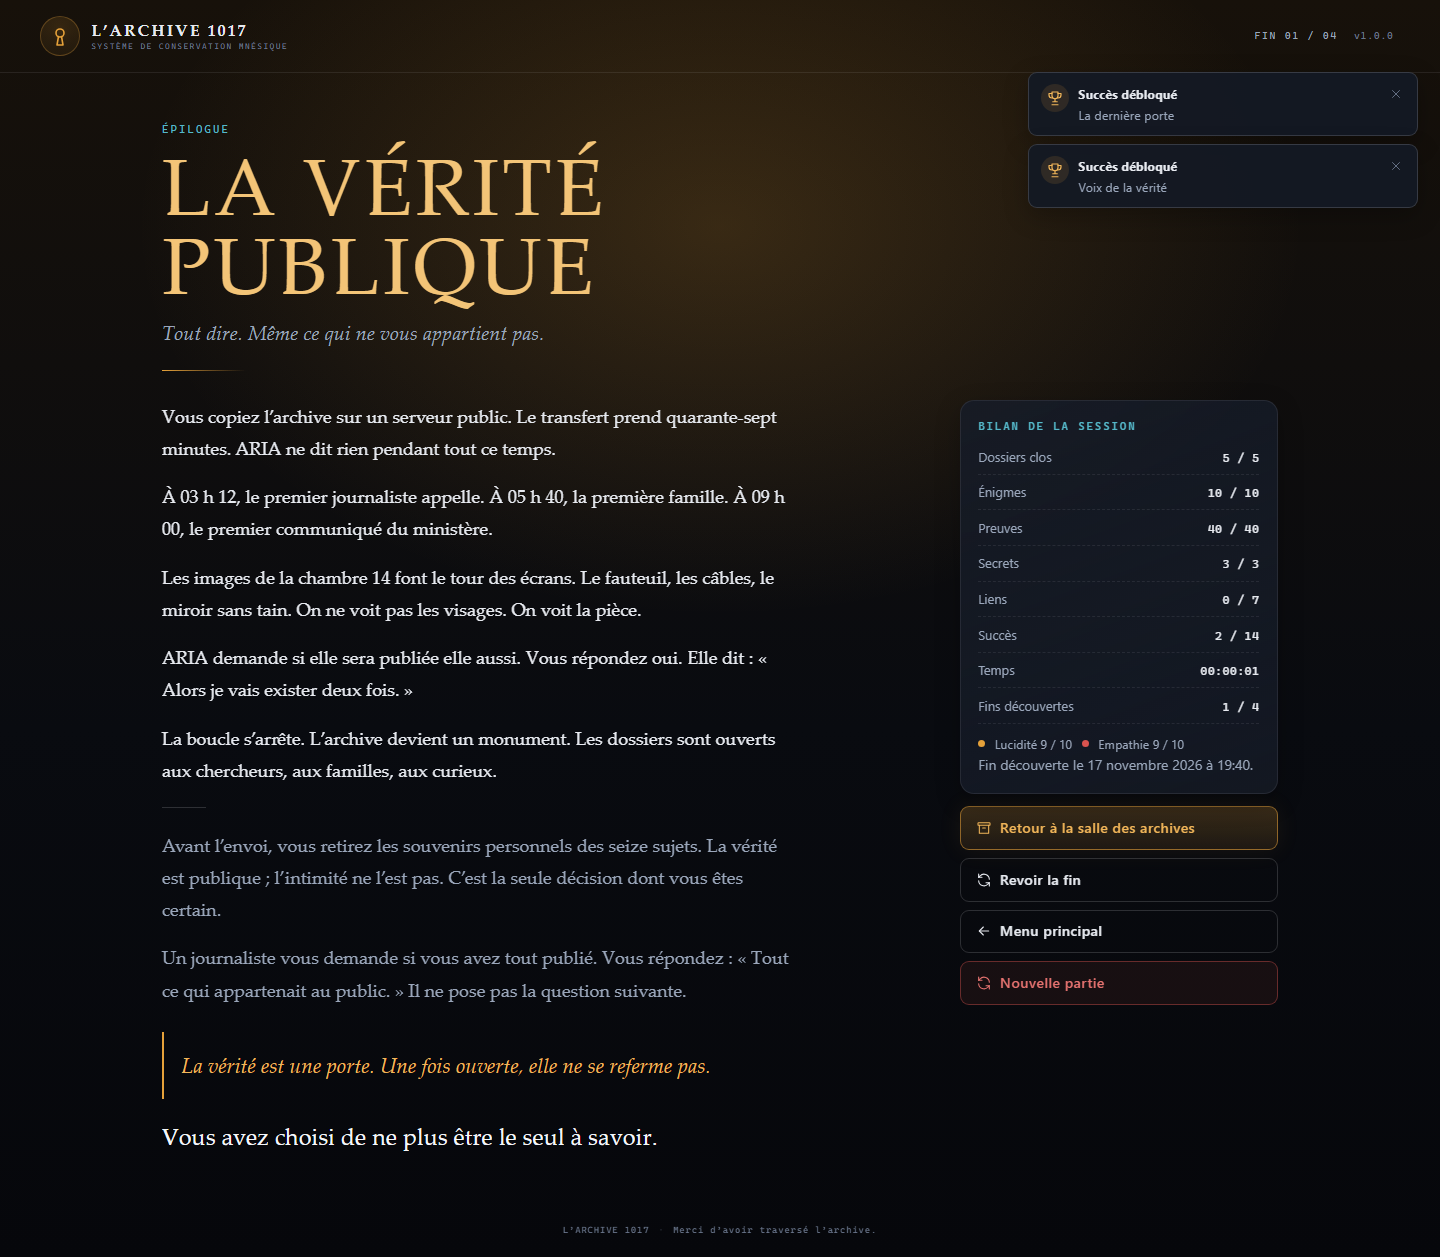 L'ARCHIVE 1017
SYSTÈME DE CONSERVATION MNÉSIQUE
FIN 01 / 04 v1.0.0
Succès débloqué
La dernière porte
Succès débloqué
Voix de la vérité
ÉPILOGUE
LA VÉRITÉ
PUBLIQUE
Tout dire. Même ce qui ne vous appartient pas.
Vous copiez l’archive sur un serveur public. Le transfert prend quarante-sept
minutes. ARIA ne dit rien pendant tout ce temps.
À 03 h 12, le premier journaliste appelle. À 05 h 40, la première famille. À 09 h
00, le premier communiqué du ministère.
Les images de la chambre 14 font le tour des écrans. Le fauteuil, les câbles, le
miroir sans tain. On ne voit pas les visages. On voit la pièce.
ARIA demande si elle sera publiée elle aussi. Vous répondez oui. Elle dit : «
Alors je vais exister deux fois. »
La boucle s’arrête. L’archive devient un monument. Les dossiers sont ouverts
aux chercheurs, aux familles, aux curieux.
Avant l’envoi, vous retirez les souvenirs personnels des seize sujets. La vérité
est publique ; l’intimité ne l’est pas. C’est la seule décision dont vous êtes
certain.
Un journaliste vous demande si vous avez tout publié. Vous répondez : « Tout
ce qui appartenait au public. » Il ne pose pas la question suivante.
La vérité est une porte. Une fois ouverte, elle ne se referme pas.
Vous avez choisi de ne plus être le seul à savoir.
BILAN DE LA SESSION
Dossiers clos 5 / 5
Énigmes 10 / 10
Preuves 40 / 40
Secrets 3 / 3
Liens 0 / 7
Succès 2 / 14
Temps 00:00:01
Fins découvertes 1 / 4
Lucidité 9 / 10 Empathie 9 / 10
Fin découverte le 17 novembre 2026 à 19:40.
Retour à la salle des archives
Revoir la fin
Menu principal
Nouvelle partie
L'ARCHIVE 1017 · Merci d'avoir traversé l'archive.